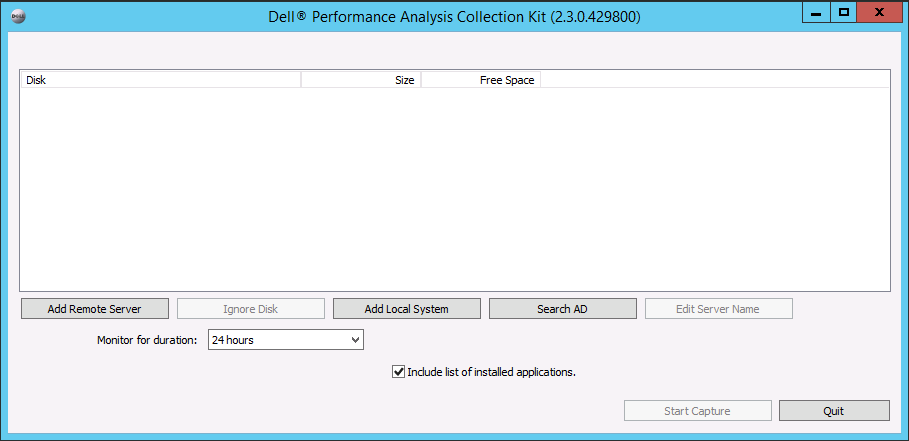 Dell® Performance Analysis Collection Kit (2.3.0.429800)
Disk Size Free Space
Add Remote Server Ignore Disk Add Local System Search AD Edit Server Name
Monitor for duration: 24 hours
Include list of installed applications.
Start Capture Quit